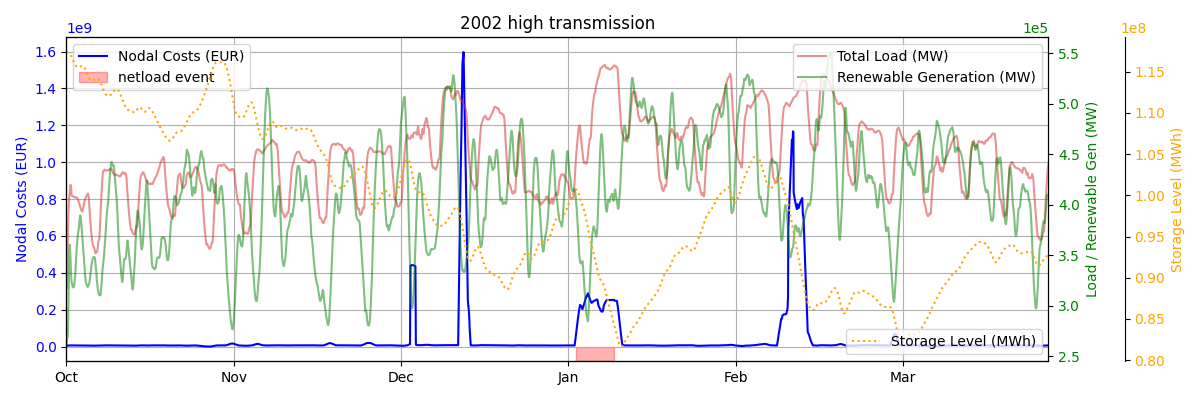 2002 high transmission
1e9
1e5
1e8
Nodal Costs (EUR)
netload event
Total Load (MW)
Renewable Generation (MW)
Storage Level (MWh)
1.6
1.4
1.2
1.0
0.8
0.6
0.4
0.2
0.0
Nodal Costs (EUR)
5.5
5.0
4.5
4.0
3.5
3.0
2.5
Load / Renewable Gen (MW)
1.15
1.10
1.05
1.00
0.95
0.90
0.85
0.80
Storage Level (MWh)
Oct
Nov
Dec
Jan
Feb
Mar